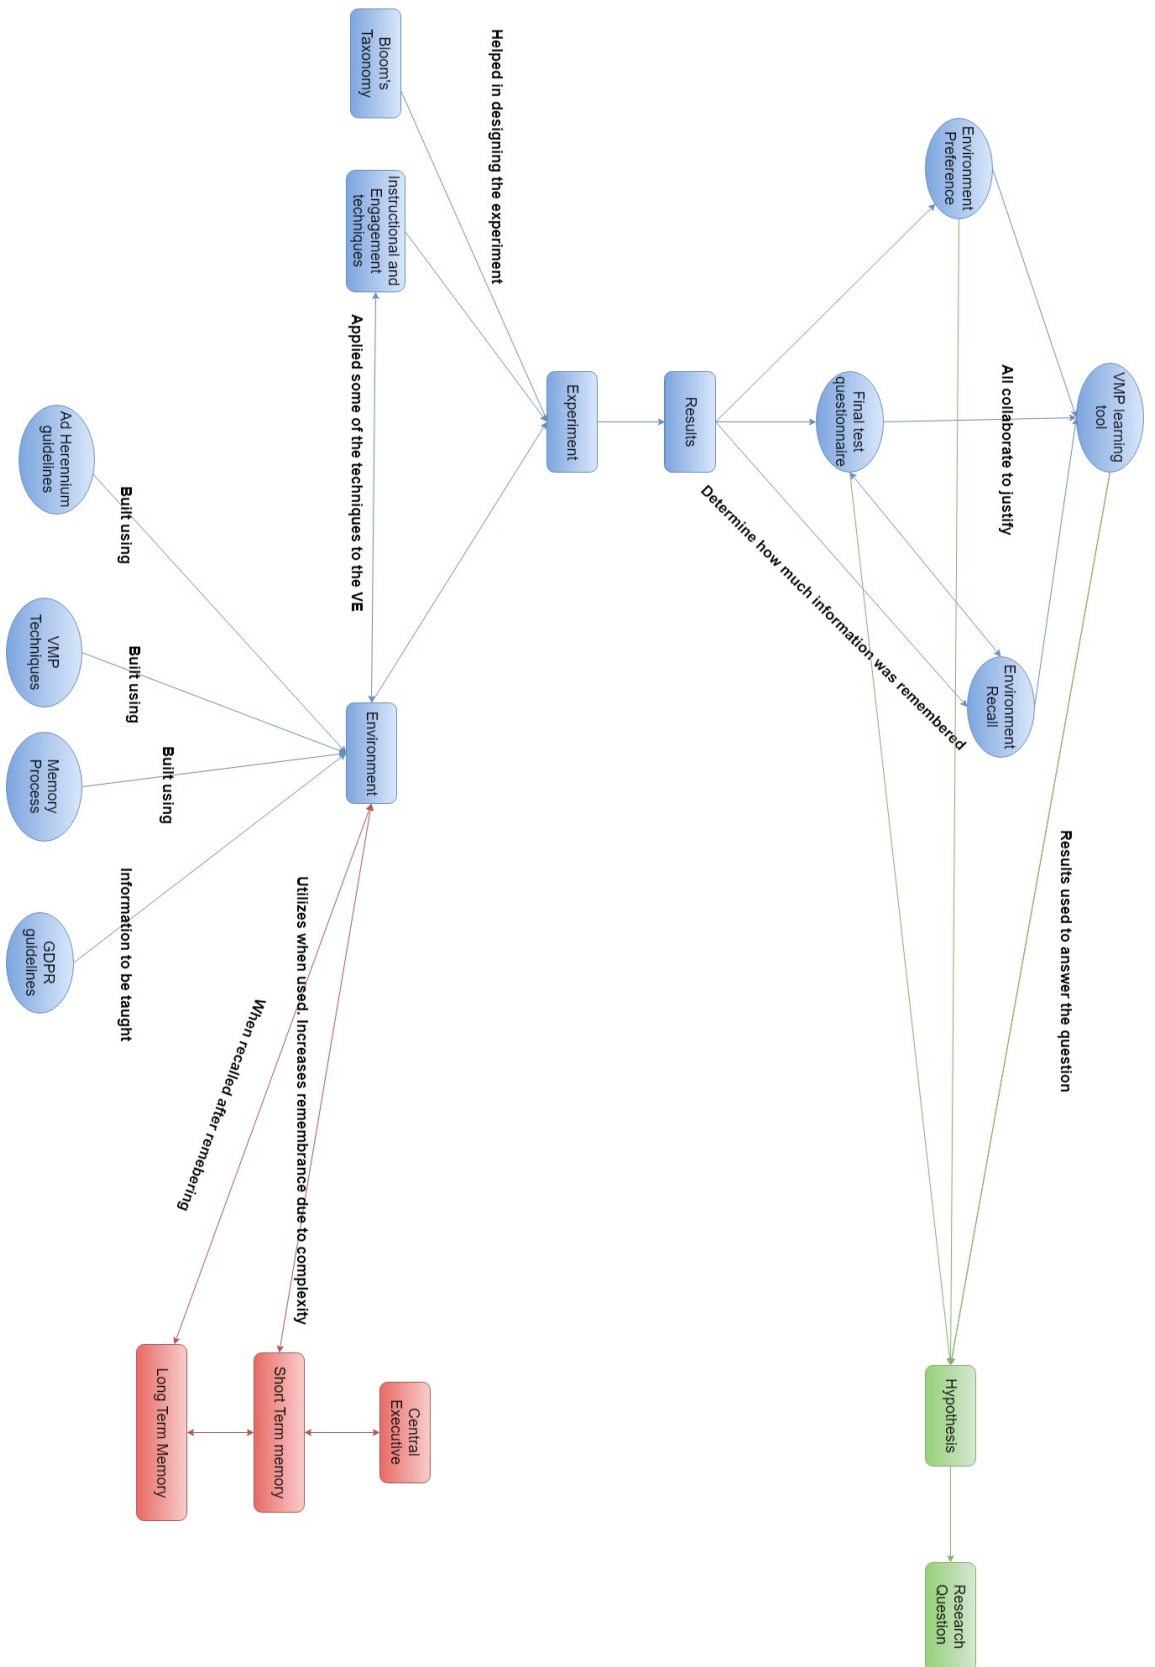 VMP learning
tool
Results used to answer the question
All collaborate to justify
Environment
Preference
Environment
Recall
Hypothesis
Research
Question
Final test
questionnaire
Determine how much information was remembered
Results
Experiment
Helped in designing the experiment
Bloom's
Taxonomy
Instructional and
Engagement
techniques
Applied some of the techniques to the VE
Environment
Central
Executive
Utilizes when used. Increases remembrance due to complexity
Short Term memory
When recalled after remebering
Long Term Memory
Built using
Built using
Built using
Information to be taught
Ad Herennium
guidelines
VMP
Techniques
Memory
Process
GDPR
guidelines